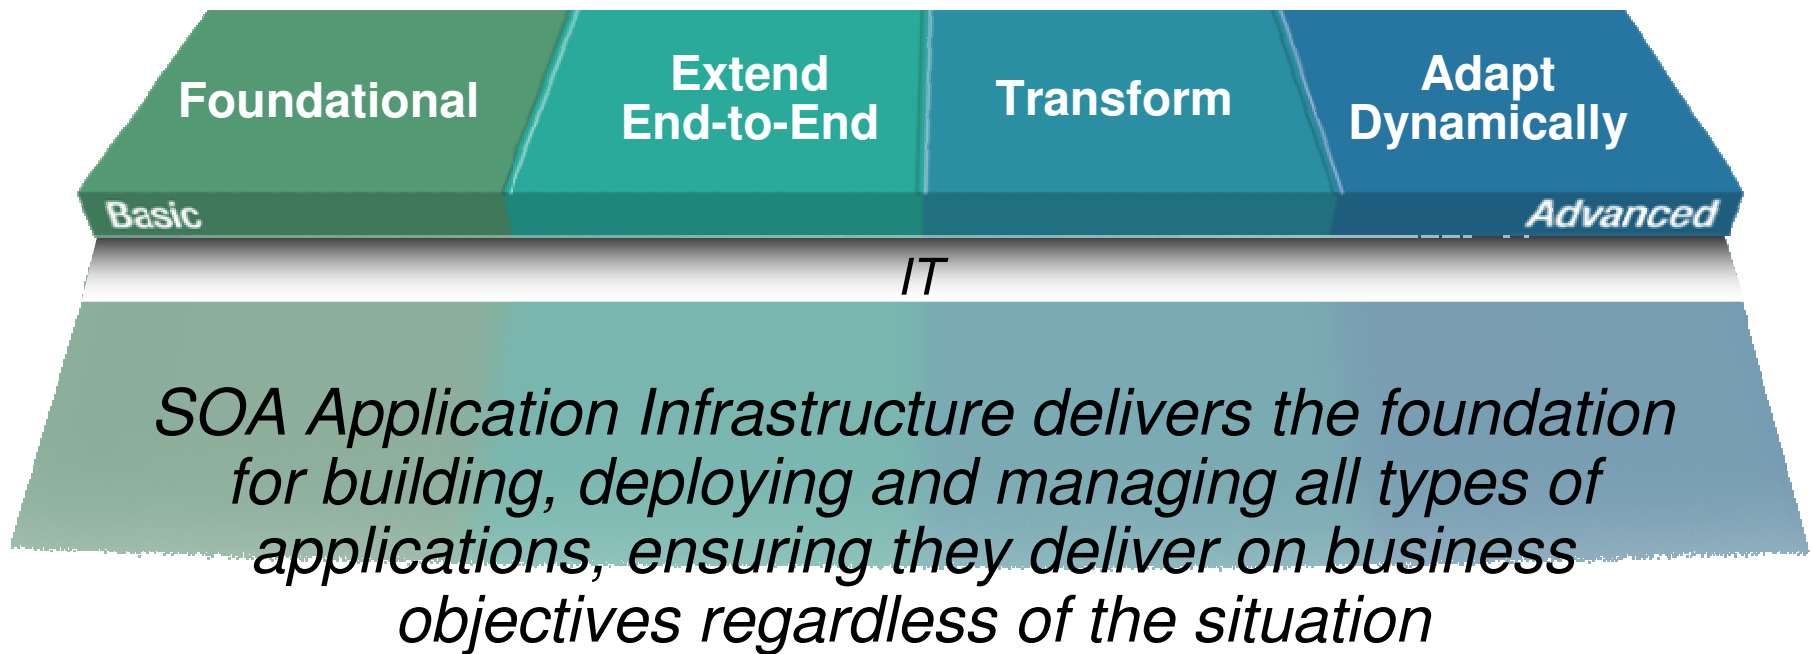 Foundational
Extend
End-to-End
Transform
Adapt
Dynamically
Basic
Advanced
IT
SOA Application Infrastructure delivers the foundation
for building, deploying and managing all types of
applications, ensuring they deliver on business
objectives regardless of the situation